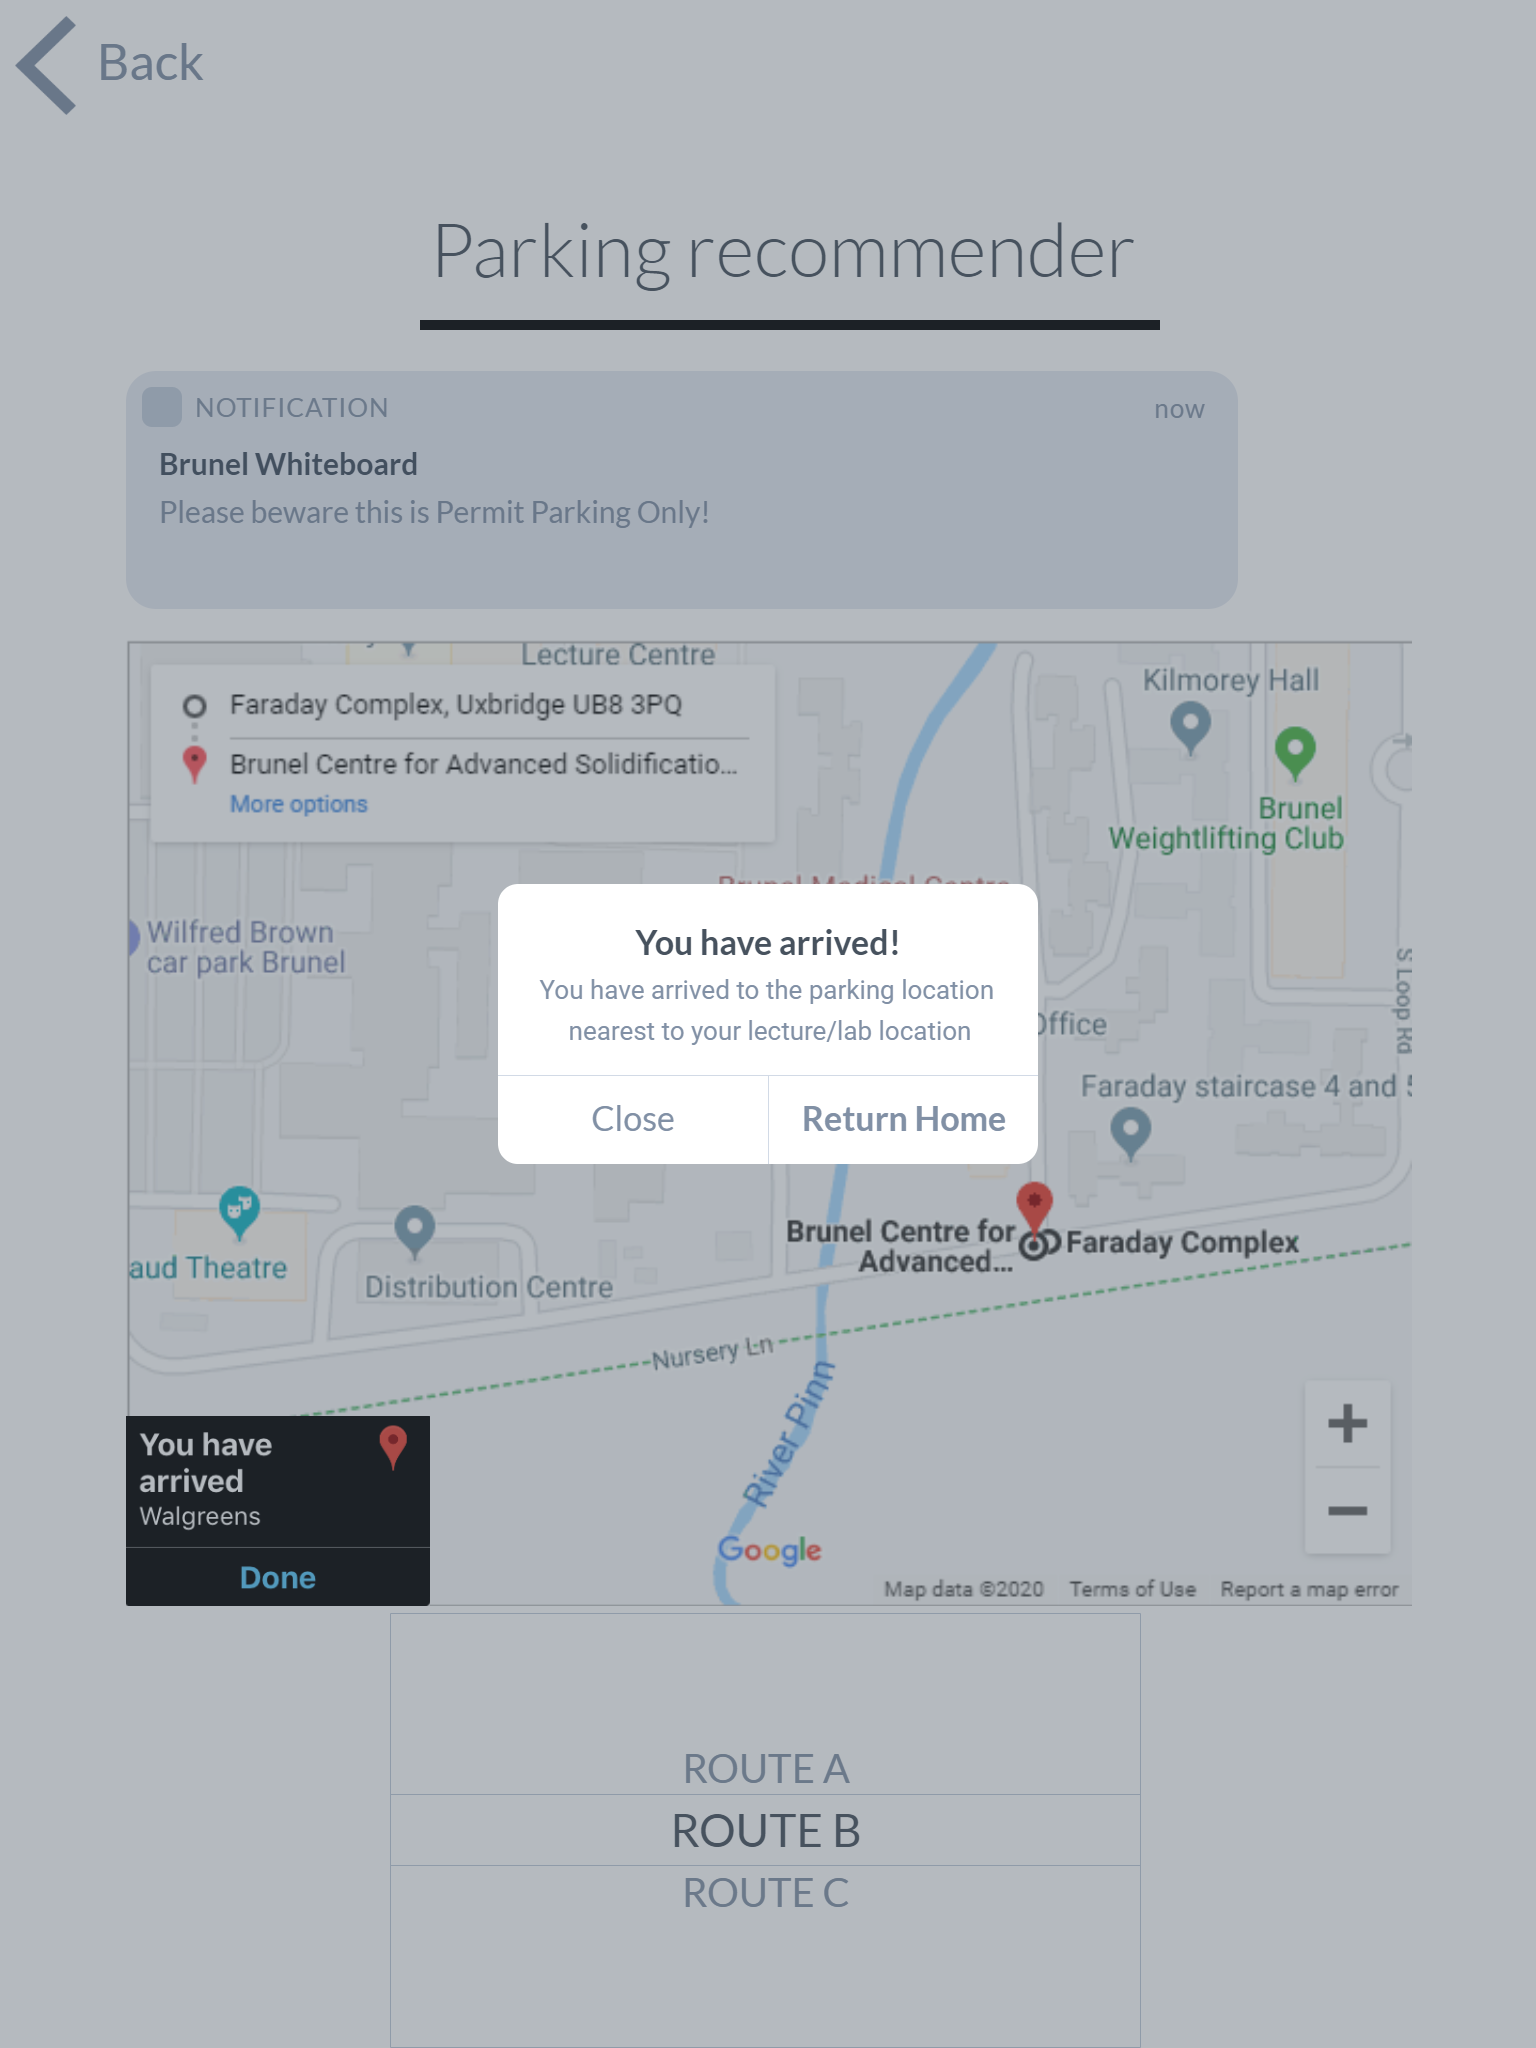 Back
Parking recommender
NOTIFICATION
now
Brunel Whiteboard
Please beware this is Permit Parking Only!
Lecture Centre
Faraday Complex, Uxbridge UB8 3PQ
Brunel Centre for Advanced Solidificatio...
More options
Kilmorey Hall
Brunel
Weightlifting Club
Brunel Medical Centre
Wilfred Brown
car park Brunel
You have arrived!
You have arrived to the parking location
nearest to your lecture/lab location
Close
Return Home
Office
S Loop Rd
Faraday staircase 4 and 5
Brunel Centre for
Advanced...
Faraday Complex
aud Theatre
Distribution Centre
Nursery Ln
River Pinn
You have
arrived
Walgreens
Done
Google
Map data ©2020
Terms of Use
Report a map error
ROUTE A
ROUTE B
ROUTE C